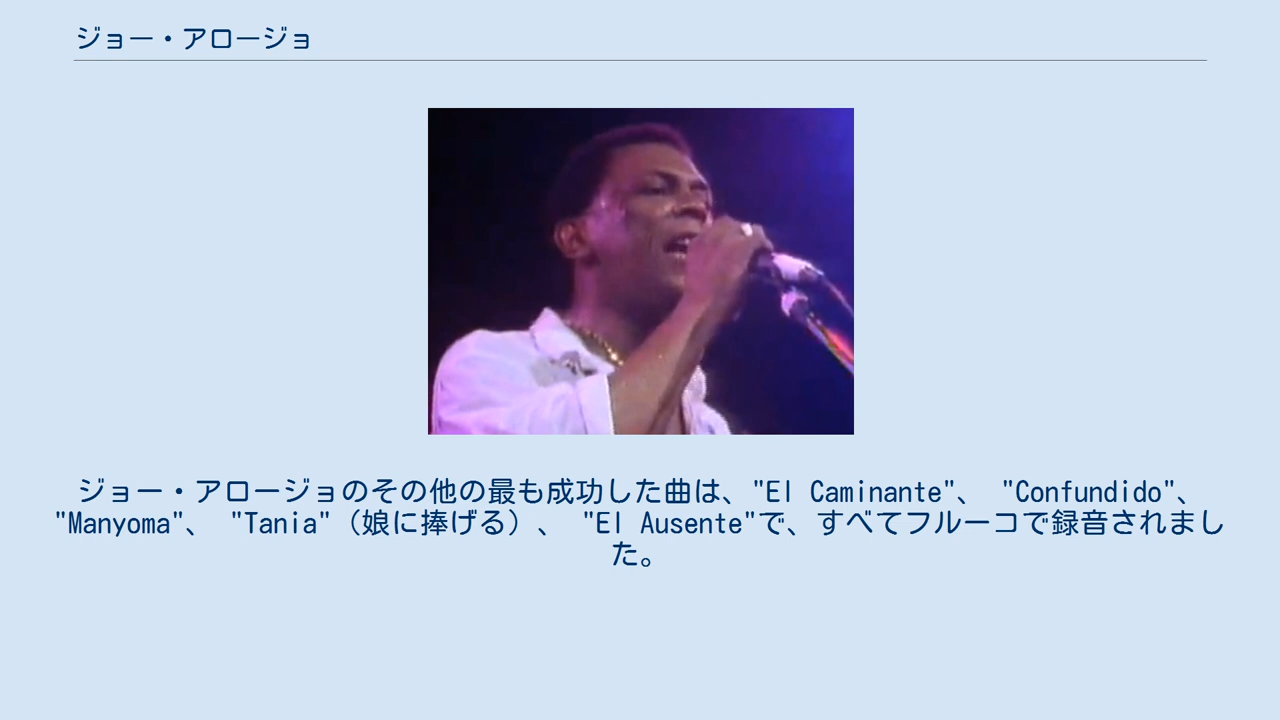 ジョー・アロージョ
ジョー・アロージョのその他の最も成功した曲は、"El Caminante"、 "Confundido"、
"Manyoma"、 "Tania"（娘に捧げる）、 "El Ausente"で、すべてフルーコで録音されまし
た。